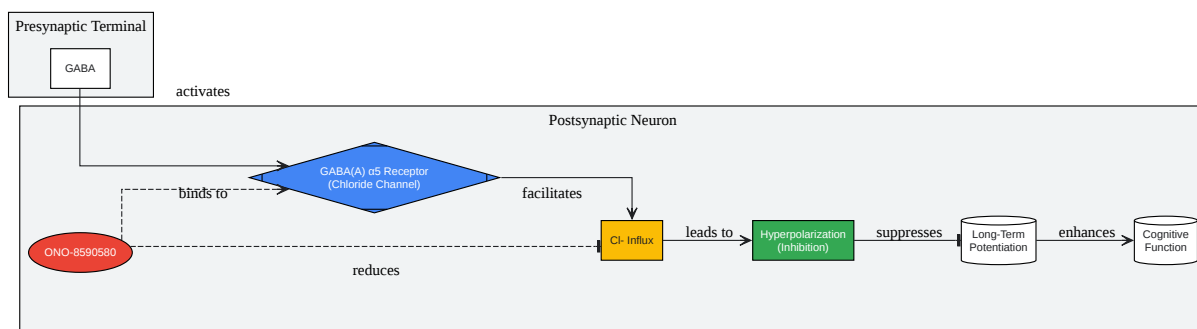 Presynaptic Terminal
GABA
activates
Postsynaptic Neuron
GABA(A) α5 Receptor
(Chloride Channel)
binds to
facilitates
ONO-8590580
reduces
Cl- Influx
leads to
Hyperpolarization
(Inhibition)
suppresses
Long-Term
Potentiation
enhances
Cognitive
Function